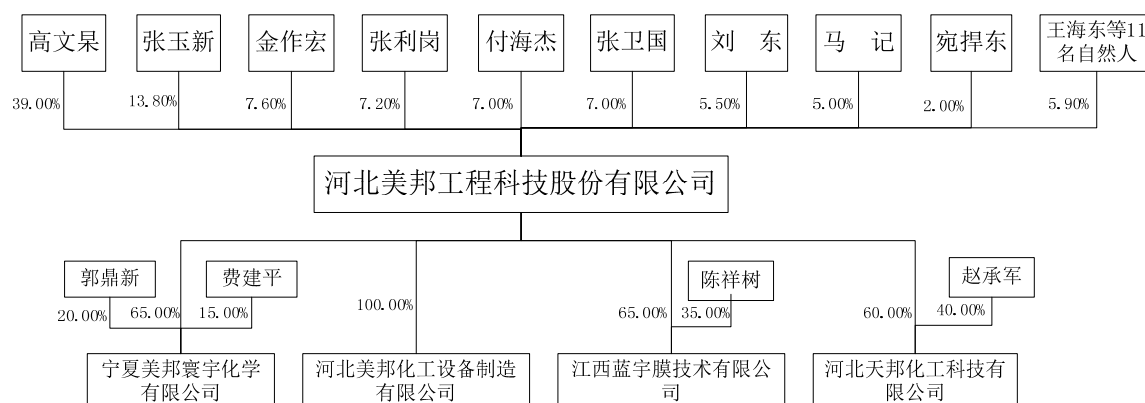 高文杲
张玉新
金作宏
张利岗
付海杰
张卫国
刘　东
马　记
宛捍东
王海东等11
名自然人
39.00%
13.80%
7.60%
7.20%
7.00%
7.00%
5.50%
5.00%
2.00%
5.90%
河北美邦工程科技股份有限公司
郭鼎新
费建平
陈祥树
赵承军
20.00%
65.00%
15.00%
100.00%
65.00%
35.00%
60.00%
40.00%
宁夏美邦寰宇化学
有限公司
河北美邦化工设备制造
有限公司
江西蓝宇膜技术有限公
司
河北天邦化工科技有
限公司